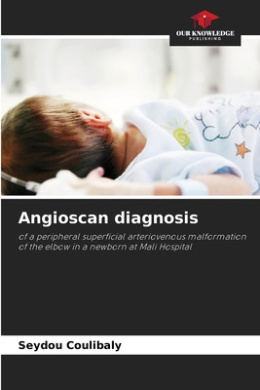 OUR KNOWLEDGE
PUBLISHING
Angioscan diagnosis
of a peripheral superficial arteriovenous malformation
of the elbow in a newborn at Mali Hospital
Seydou Coulibaly